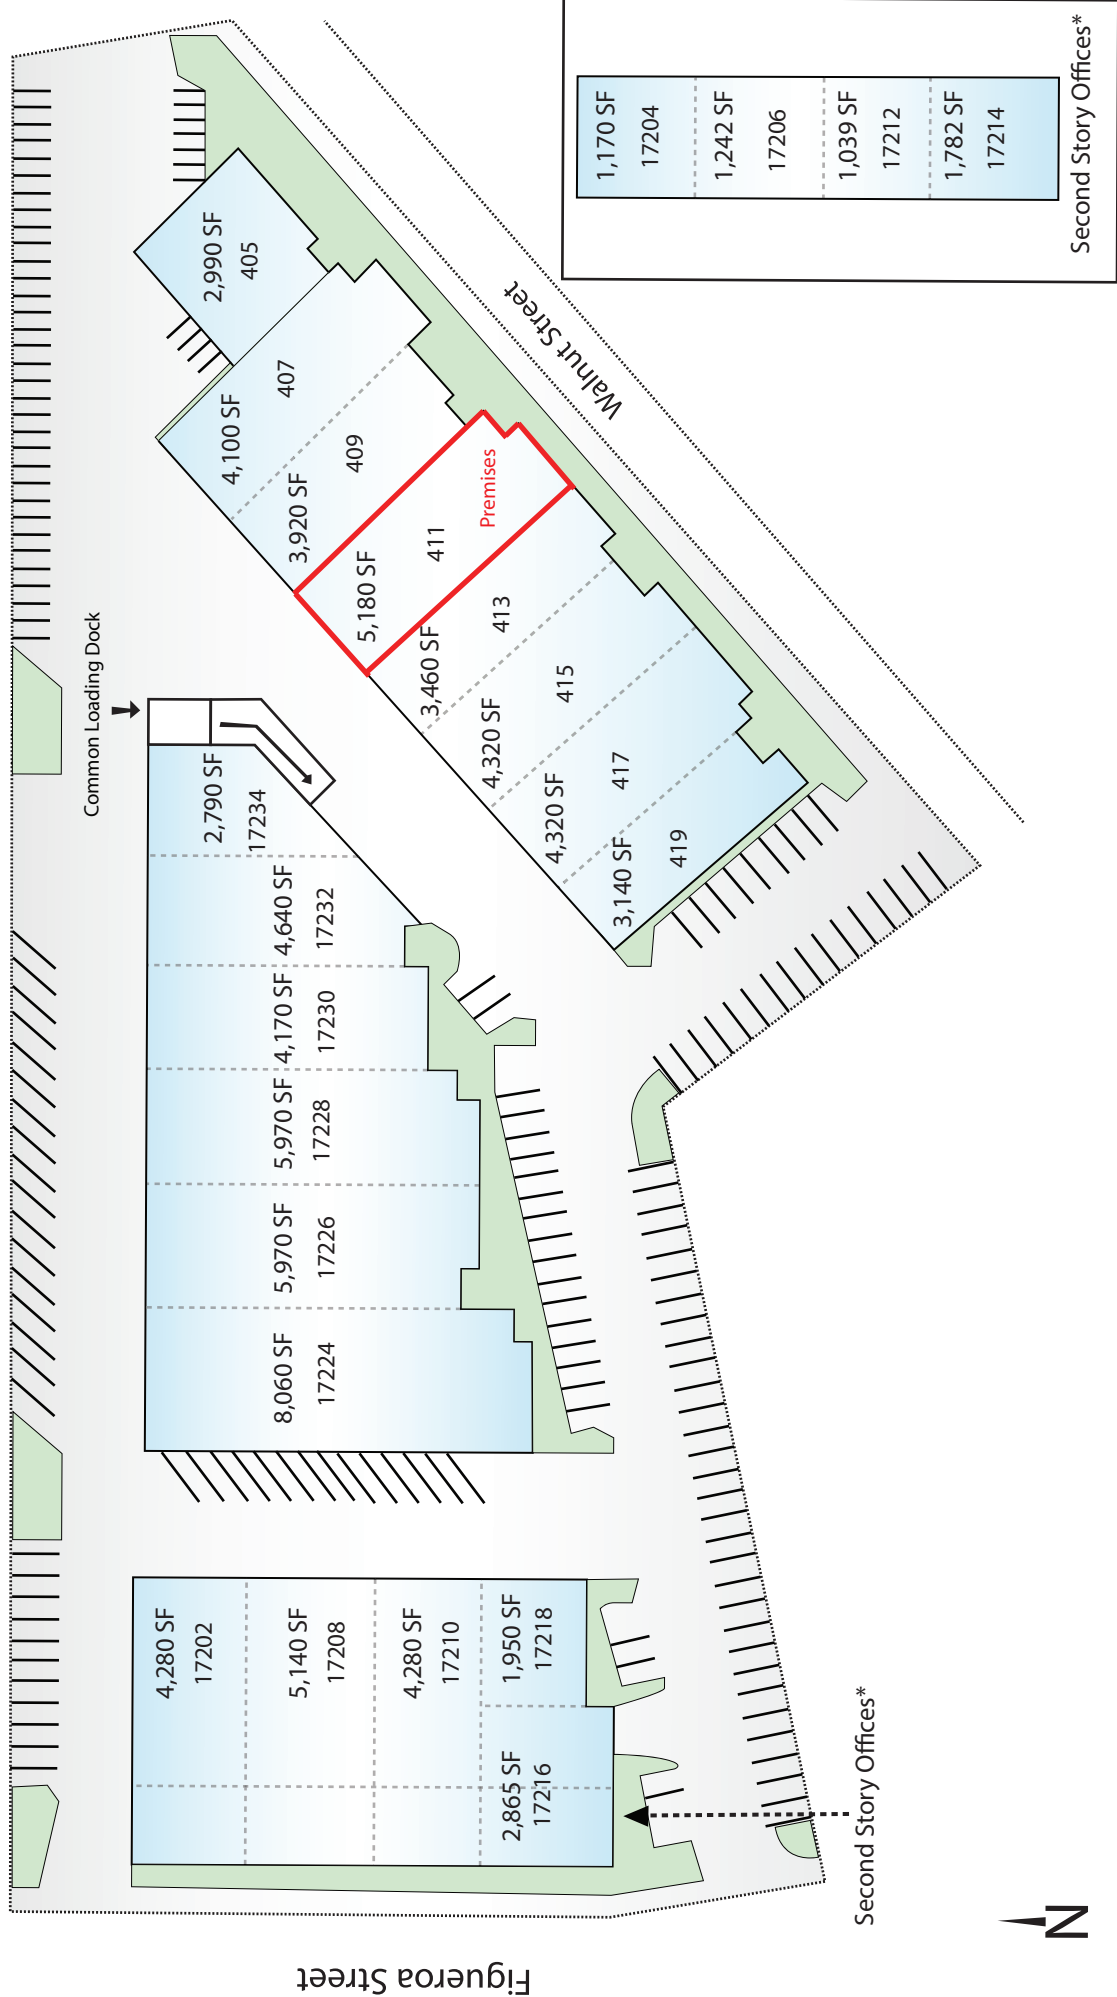 Figueroa Street
4,280 SF
17202
5,140 SF
17208
4,280 SF
17210
1,950 SF
17218
2,865 SF
17216
Second Story Offices*
8,060 SF
17224
5,970 SF
17226
5,970 SF
17228
4,170 SF
17230
4,640 SF
17232
2,790 SF
17234
Common Loading Dock
3,140 SF
419
4,320 SF
417
4,320 SF
415
3,460 SF
413
5,180 SF
411
Premises
3,920 SF
409
4,100 SF
407
2,990 SF
405
Walnut Street
1,170 SF
17204
1,242 SF
17206
1,039 SF
17212
1,782 SF
17214
Second Story Offices*
N